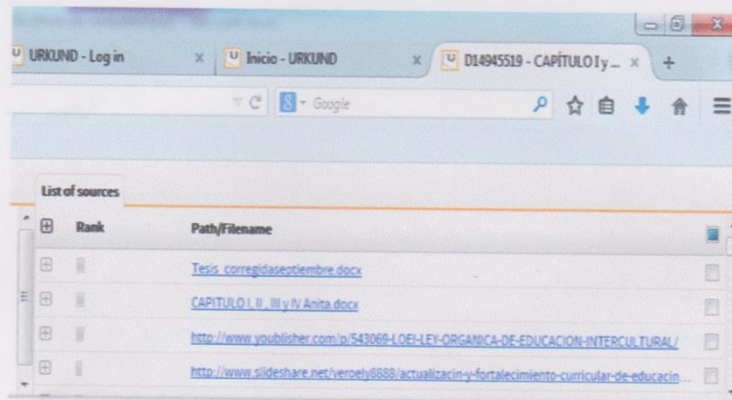 URKUND - Log in
Inicio - URKUND
D14945519 - CAPÍTULO I y ...
Google
List of sources
Rank
Path/Filename
Tesis corregidaseptiembre.docx
CAPITULO I, II , III y IV Anita.docx
http://www.youblisher.com/p/543069-LOEI-LEY-ORGANICA-DE-EDUCACION-INTERCULTURAL/
http://www.slideshare.net/veroely8888/actualizacin-y-fortalecimiento-curricular-de-educacin...